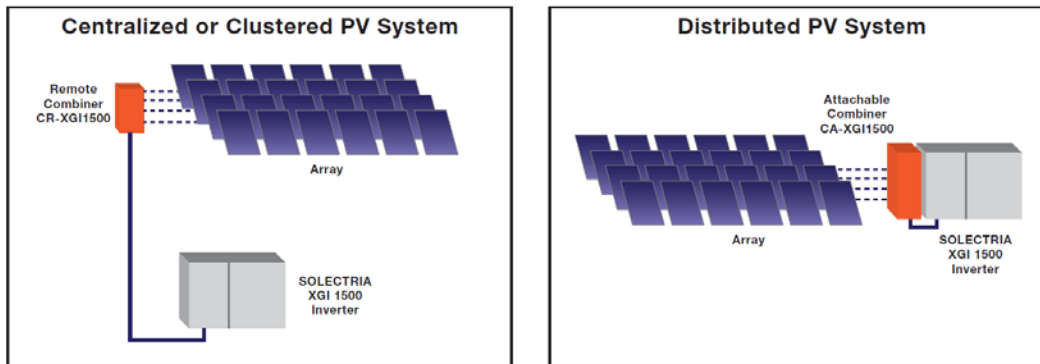 Centralized or Clustered PV System
Remote
Combiner
CR-XGI1500
Array
SOLECTRIA
XGI 1500
Inverter
Distributed PV System
Attachable
Combiner
CA-XGI1500
Array
SOLECTRIA
XGI 1500
Inverter